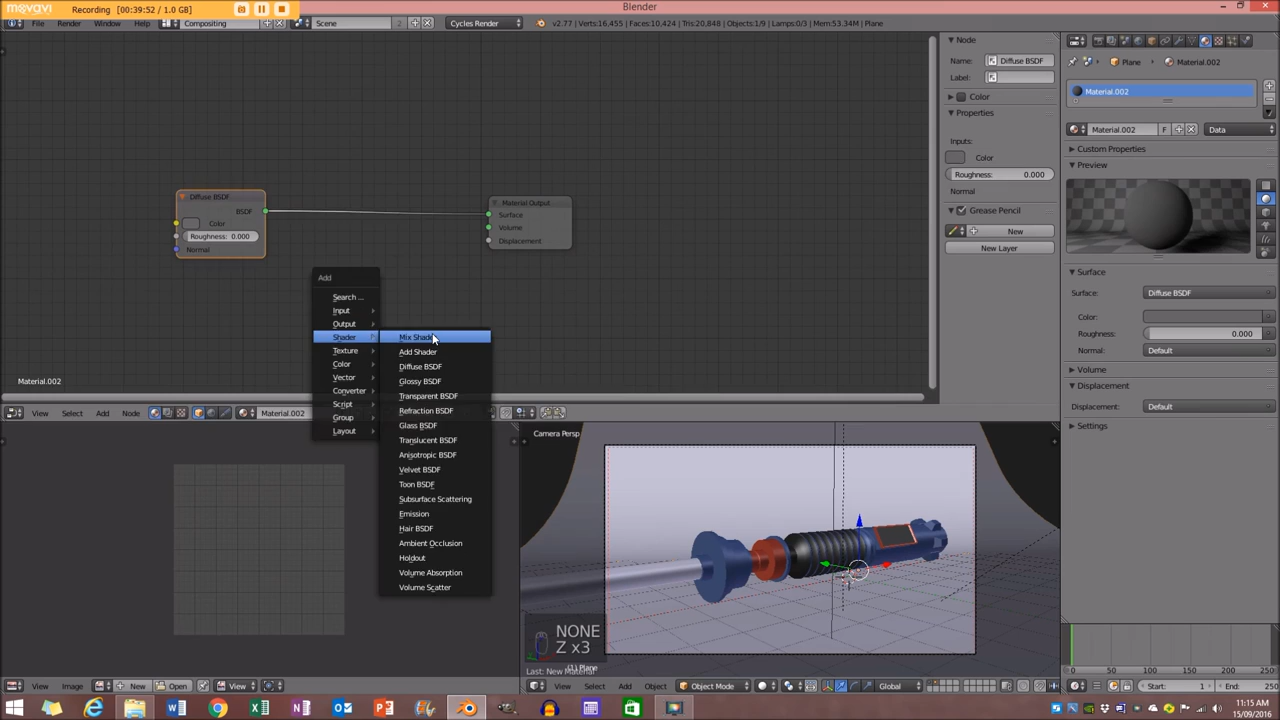 movavi
Recording [ 00:39:52 / 1.0 GB ]
Blender
File Render Window Help
Compositing
Scene
2
Cycles Render
v2.77 | Verts:16,455 | Faces:10,424 | Tris:20,848 | Objects:1/9 | Lamps:0/3 | Mem:53.34M | Plane
Diffuse BSDF
BSDF
Color
Roughness: 0.000
Normal
Material Output
Surface
Volume
Displacement
Add
Search ...
Input
Output
Shader
Texture
Color
Vector
Converter
Script
Group
Layout
Mix Shader
Add Shader
Diffuse BSDF
Glossy BSDF
Transparent BSDF
Refraction BSDF
Glass BSDF
Translucent BSDF
Anisotropic BSDF
Velvet BSDF
Toon BSDF
Subsurface Scattering
Emission
Hair BSDF
Ambient Occlusion
Holdout
Volume Absorption
Volume Scatter
Material.002
View Select Add Node
Material.002
Node
Name: Diffuse BSDF
Label:
Color
Properties
Inputs:
Color
Roughness: 0.000
Normal
Grease Pencil
New
New Layer
Plane
Material.002
Material.002
Material.002 F Data
Custom Properties
Preview
Surface
Surface: Diffuse BSDF
Color:
Roughness: 0.000
Normal: Default
Volume
Displacement
Displacement: Default
Settings
Camera Persp
NONE
Z x3
(1) Plane
Last: New Material
View Image New Open View
View Select Add Object Object Mode Global
0 50 100 150 200 250
Start: 1 End: 250
11:15 AM
15/09/2016